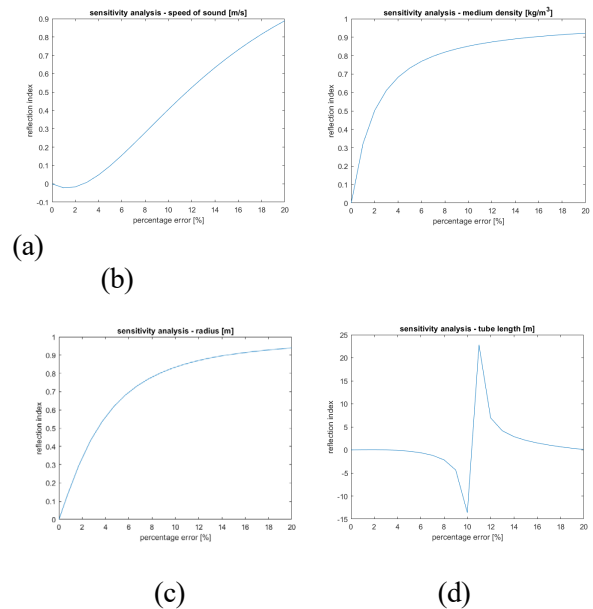 sensitivity analysis - speed of sound [m/s]
0.9
0.8
0.7
0.6
0.5
0.4
0.3
0.2
0.1
0
-0.1
reflection index
0 2 4 6 8 10 12 14 16 18 20
percentage error [%]
(a)
sensitivity analysis - medium density [kg/m³]
1
0.9
0.8
0.7
0.6
0.5
0.4
0.3
0.2
0.1
0
reflection index
0 2 4 6 8 10 12 14 16 18 20
percentage error [%]
(b)
sensitivity analysis - radius [m]
1
0.9
0.8
0.7
0.6
0.5
0.4
0.3
0.2
0.1
0
reflection index
0 2 4 6 8 10 12 14 16 18 20
percentage error [%]
(c)
sensitivity analysis - tube length [m]
25
20
15
10
5
0
-5
-10
-15
reflection index
0 2 4 6 8 10 12 14 16 18 20
percentage error [%]
(d)